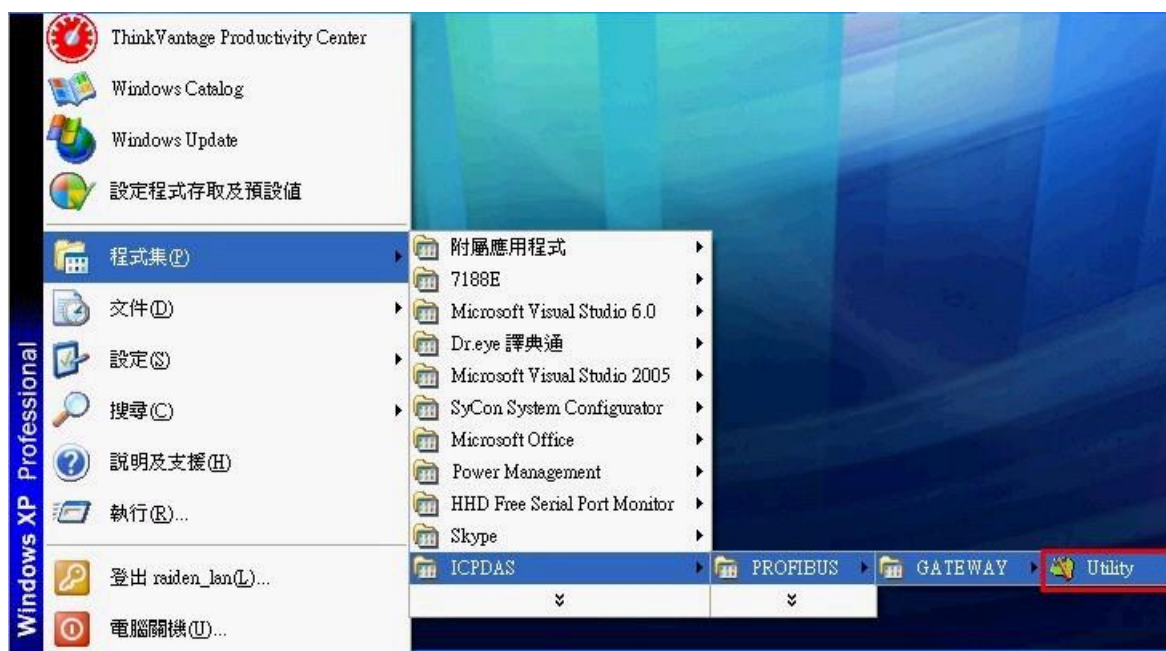 ThinkVantage Productivity Center
Windows Catalog
Windows Update
設定程式存取及預設値
程式集(P)
文件(D)
設定(S)
搜尋(C)
說明及支援(H)
執行(R)...
登出 raiden_lan(L)...
電腦關機(U)...
Windows XP Professional
附屬應用程式
7188E
Microsoft Visual Studio 6.0
Dr.eye 譯典通
Microsoft Visual Studio 2005
SyCon System Configurator
Microsoft Office
Power Management
HHD Free Serial Port Monitor
Skype
ICPDAS
PROFIBUS
GATEWAY
Utility